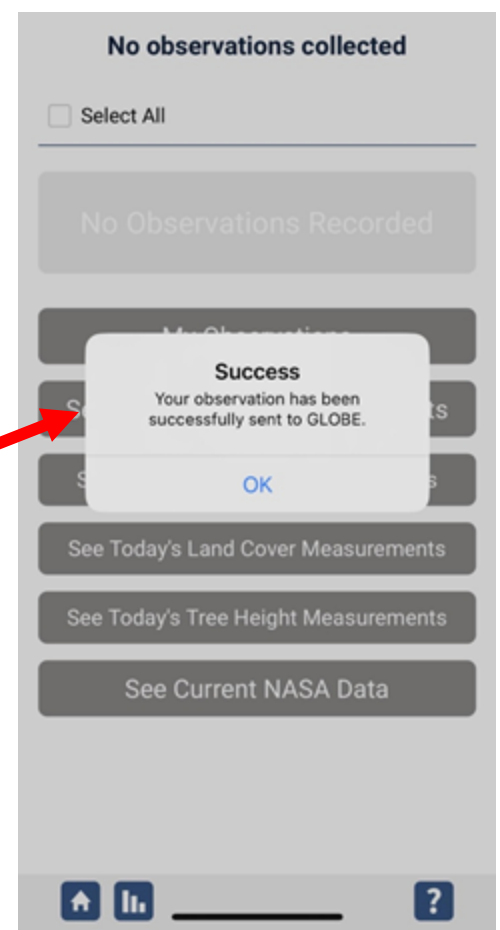 No observations collected
Select All
No Observations Recorded
Success
Your observation has been
successfully sent to GLOBE.
OK
See Today's Land Cover Measurements
See Today's Tree Height Measurements
See Current NASA Data
?